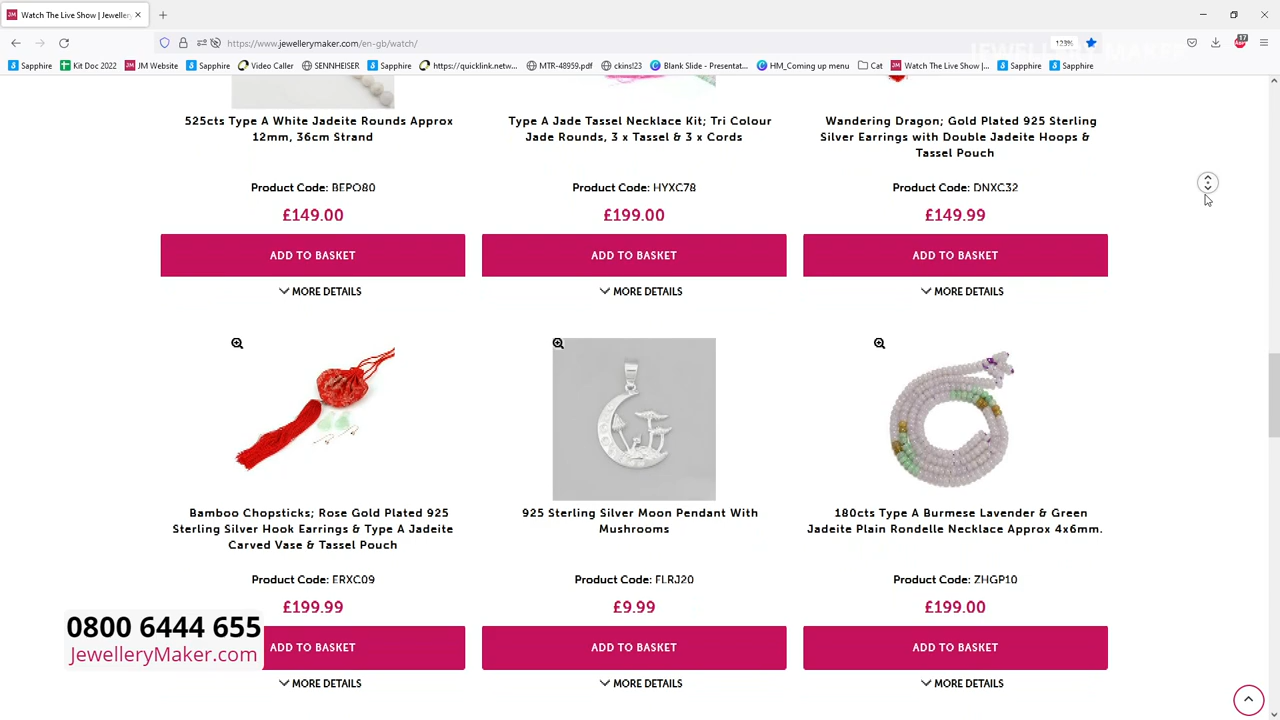 Watch The Live Show | Jeweller
https://www.jewellerymaker.com/en-gb/watch/
123%
17
JEWELLERY MAKER
Sapphire
Kit Doc 2022
JM Website
Sapphire
Video Caller
SENNHEISER
Sapphire
https://quicklink.netw...
MTR-48959.pdf
ckins!23
Blank Slide - Presentat...
HM_Coming up menu
Cat
Watch The Live Show |...
Sapphire
Sapphire
525cts Type A White Jadeite Rounds Approx
12mm, 36cm Strand
Product Code: BEPO80
£149.00
ADD TO BASKET
MORE DETAILS
Type A Jade Tassel Necklace Kit; Tri Colour
Jade Rounds, 3 x Tassel & 3 x Cords
Product Code: HYXC78
£199.00
ADD TO BASKET
MORE DETAILS
Wandering Dragon; Gold Plated 925 Sterling
Silver Earrings with Double Jadeite Hoops &
Tassel Pouch
Product Code: DNXC32
£149.99
ADD TO BASKET
MORE DETAILS
Bamboo Chopsticks; Rose Gold Plated 925
Sterling Silver Hook Earrings & Type A Jadeite
Carved Vase & Tassel Pouch
Product Code: ERXC09
£199.99
ADD TO BASKET
MORE DETAILS
925 Sterling Silver Moon Pendant With
Mushrooms
Product Code: FLRJ20
£9.99
ADD TO BASKET
MORE DETAILS
180cts Type A Burmese Lavender & Green
Jadeite Plain Rondelle Necklace Approx 4x6mm.
Product Code: ZHGP10
£199.00
ADD TO BASKET
MORE DETAILS
0800 6444 655
JewelleryMaker.com